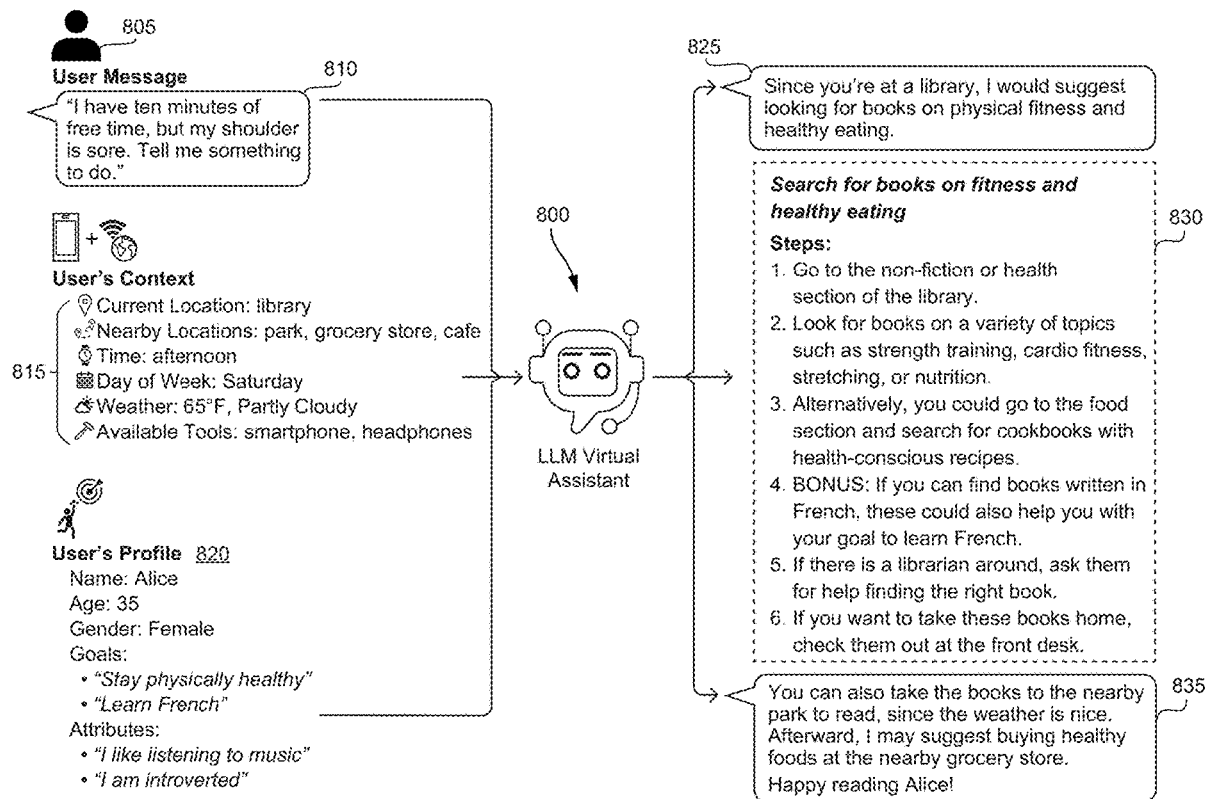 805
User Message
810
"I have ten minutes of
free time, but my shoulder
is sore. Tell me something
to do."
+
User's Context
815
Current Location: library
Nearby Locations: park, grocery store, cafe
Time: afternoon
Day of Week: Saturday
Weather: 65°F, Partly Cloudy
Available Tools: smartphone, headphones
User's Profile 820
Name: Alice
Age: 35
Gender: Female
Goals:
• "Stay physically healthy"
• "Learn French"
Attributes:
• "I like listening to music"
• "I am introverted"
800
LLM Virtual
Assistant
825
Since you're at a library, I would suggest
looking for books on physical fitness and
healthy eating.
830
Search for books on fitness and
healthy eating
Steps:
1. Go to the non-fiction or health
section of the library.
2. Look for books on a variety of topics
such as strength training, cardio fitness,
stretching, or nutrition.
3. Alternatively, you could go to the food
section and search for cookbooks with
health-conscious recipes.
4. BONUS: If you can find books written in
French, these could also help you with
your goal to learn French.
5. If there is a librarian around, ask them
for help finding the right book.
6. If you want to take these books home,
check them out at the front desk.
835
You can also take the books to the nearby
park to read, since the weather is nice.
Afterward, I may suggest buying healthy
foods at the nearby grocery store.
Happy reading Alice!